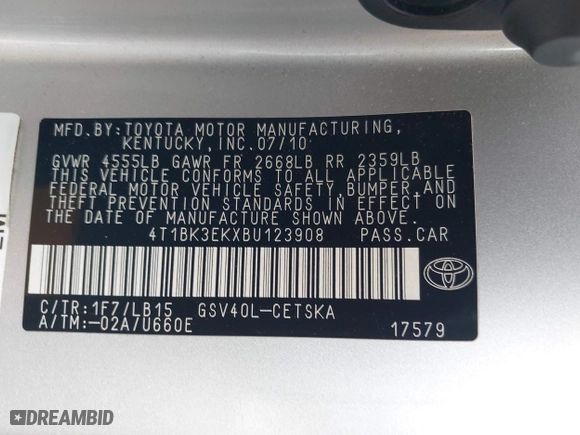 MFD.BY:TOYOTA MOTOR MANUFACTURING,
KENTUCKY,INC.07/10
GVWR 4555LB GAWR FR 2668LB RR 2359LB
THIS VEHICLE CONFORMS TO ALL APPLICABLE
FEDERAL MOTOR VEHICLE SAFETY,BUMPER,AND
THEFT PREVENTION STANDARDS IN EFFECT ON
THE DATE OF MANUFACTURE SHOWN ABOVE.
4T1BK3EKXBU123908 PASS.CAR
C/TR:1F7/LB15 GSV40L-CETSKA
A/TM:-02A/U660E 17579
DREAMBID